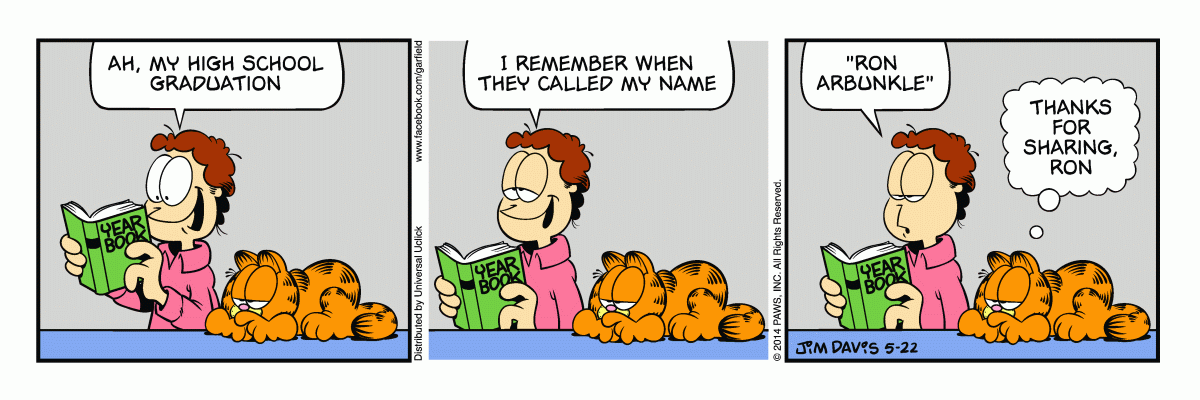 AH, MY HIGH SCHOOL
GRADUATION
YEAR
BOOK
www.facebook.com/garfield
Distributed by Universal Uclick
I REMEMBER WHEN
THEY CALLED MY NAME
YEAR
BOOK
© 2014 PAWS, INC. All Rights Reserved.
"RON
ARBUNKLE"
THANKS
FOR
SHARING,
RON
YEAR
BOOK
JIM DAVIS 5-22